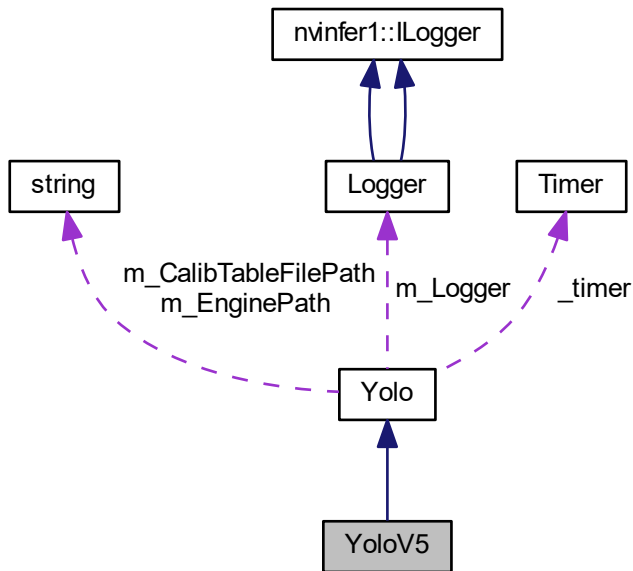 nvinfer1::ILogger
string
Logger
Timer
m_CalibTableFilePath
m_EnginePath
m_Logger
_timer
Yolo
YoloV5